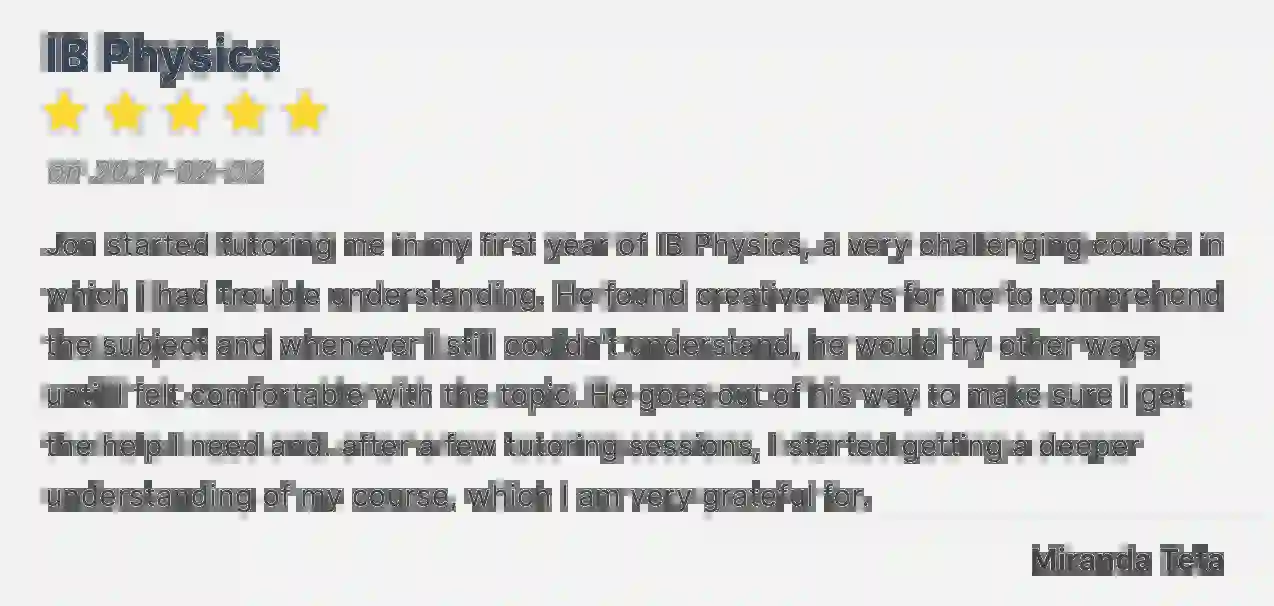 IB Physics
on 2021-02-02
Jon started tutoring me in my first year of IB Physics, a very challenging course in
which I had trouble understanding. He found creative ways for me to comprehend
the subject and whenever I still couldn't understand, he would try other ways
until I felt comfortable with the topic. He goes out of his way to make sure I get
the help I need and. after a few tutoring sessions, I started getting a deeper
understanding of my course, which I am very grateful for.
Miranda Teta